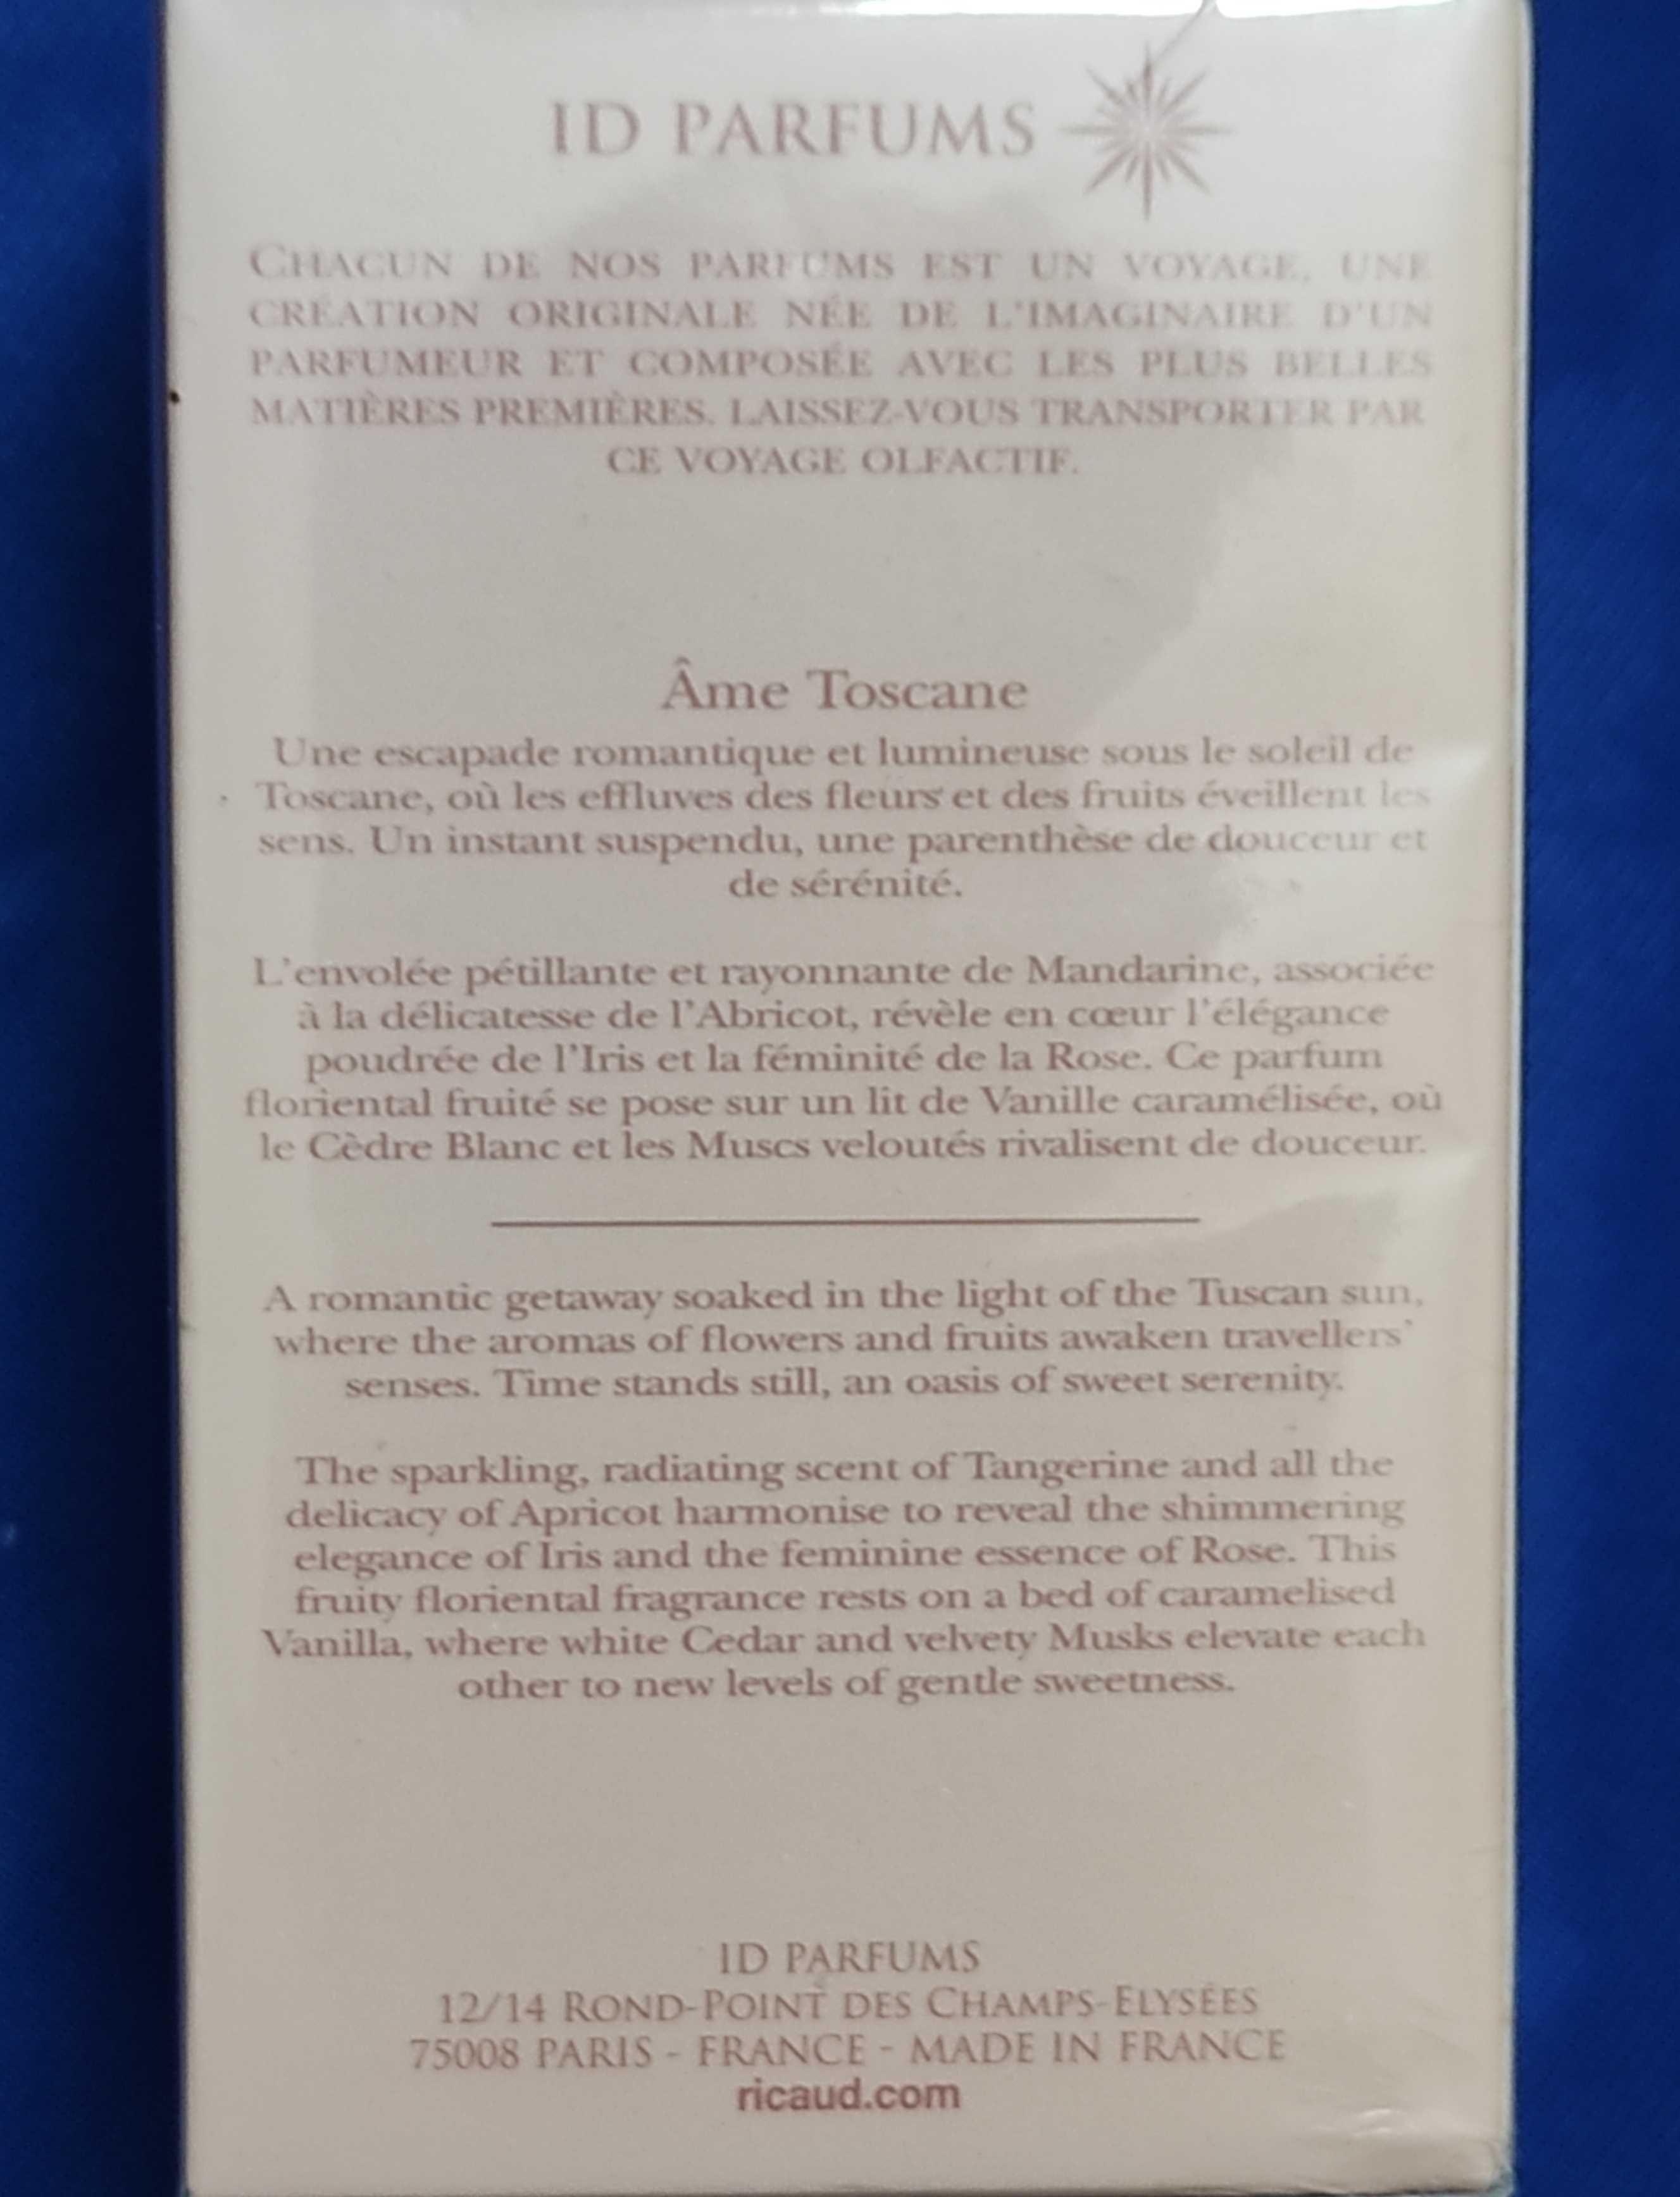 ID PARFUMS
CHACUN DE NOS PARFUMS EST UN VOYAGE, UNE
CRÉATION ORIGINALE NÉE DE L'IMAGINAIRE D'UN
PARFUMEUR ET COMPOSÉE AVEC LES PLUS BELLES
MATIÈRES PREMIÈRES. LAISSEZ-VOUS TRANSPORTER PAR
CE VOYAGE OLFACTIF.
Âme Toscane
Une escapade romantique et lumineuse sous le soleil de
Toscane, où les effluves des fleurs et des fruits éveillent les
sens. Un instant suspendu, une parenthèse de douceur et
de sérénité.
L'envolée pétillante et rayonnante de Mandarine, associée
à la délicatesse de l'Abricot, révèle en cœur l'élégance
poudrée de l'Iris et la féminité de la Rose. Ce parfum
floriental fruité se pose sur un lit de Vanille caramélisée, où
le Cèdre Blanc et les Muscs veloutés rivalisent de douceur.
A romantic getaway soaked in the light of the Tuscan sun,
where the aromas of flowers and fruits awaken travellers'
senses. Time stands still, an oasis of sweet serenity.
The sparkling, radiating scent of Tangerine and all the
delicacy of Apricot harmonise to reveal the shimmering
elegance of Iris and the feminine essence of Rose. This
fruity floriental fragrance rests on a bed of caramelised
Vanilla, where white Cedar and velvety Musks elevate each
other to new levels of gentle sweetness.
ID PARFUMS
12/14 ROND-POINT DES CHAMPS-ELYSÉES
75008 PARIS - FRANCE - MADE IN FRANCE
ricaud.com